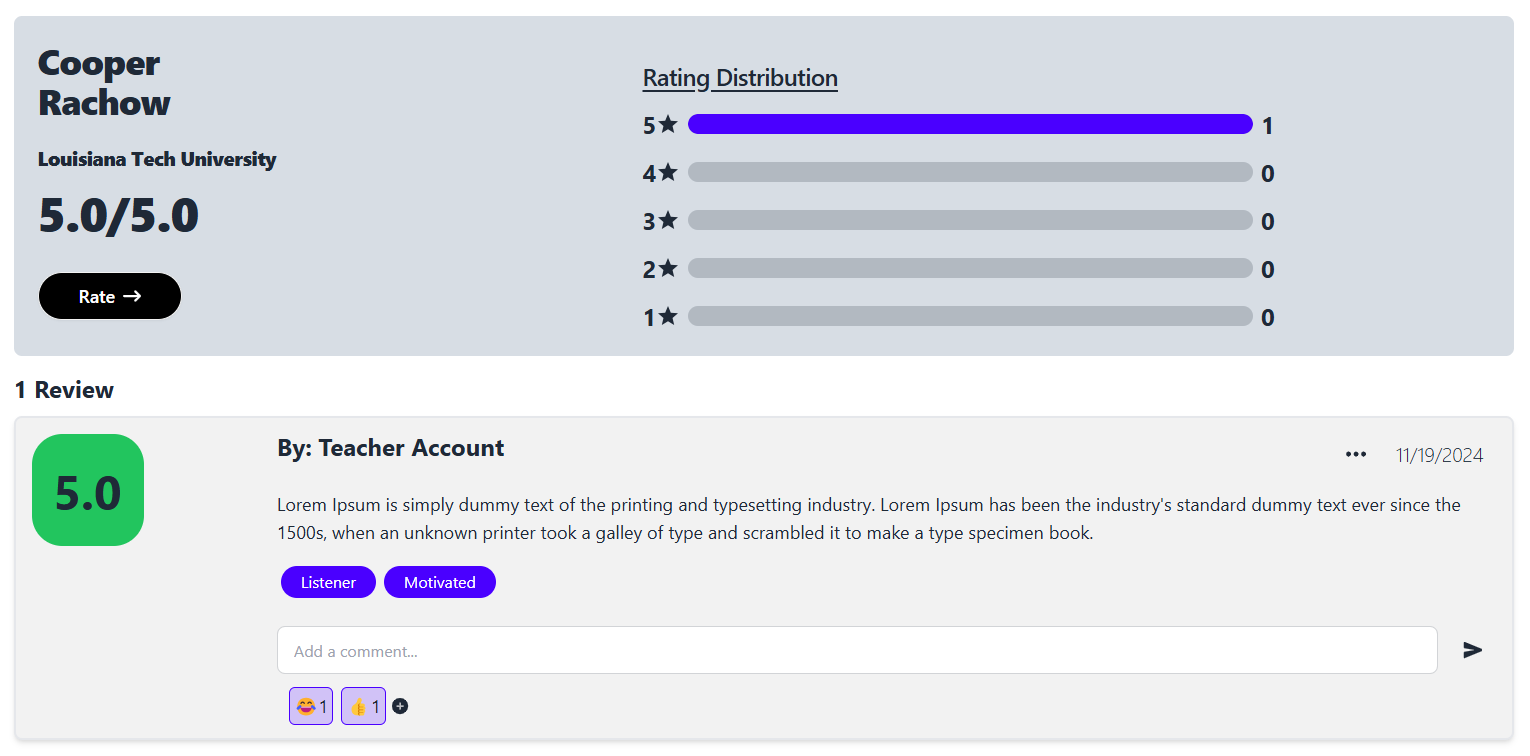 Cooper
Rachow
Louisiana Tech University
5.0/5.0
Rate →
Rating Distribution
5★ 1
4★ 0
3★ 0
2★ 0
1★ 0
1 Review
5.0
By: Teacher Account
••• 11/19/2024
Lorem Ipsum is simply dummy text of the printing and typesetting industry. Lorem Ipsum has been the industry's standard dummy text ever since the
1500s, when an unknown printer took a galley of type and scrambled it to make a type specimen book.
Listener Motivated
Add a comment...
😂 1 👍 1